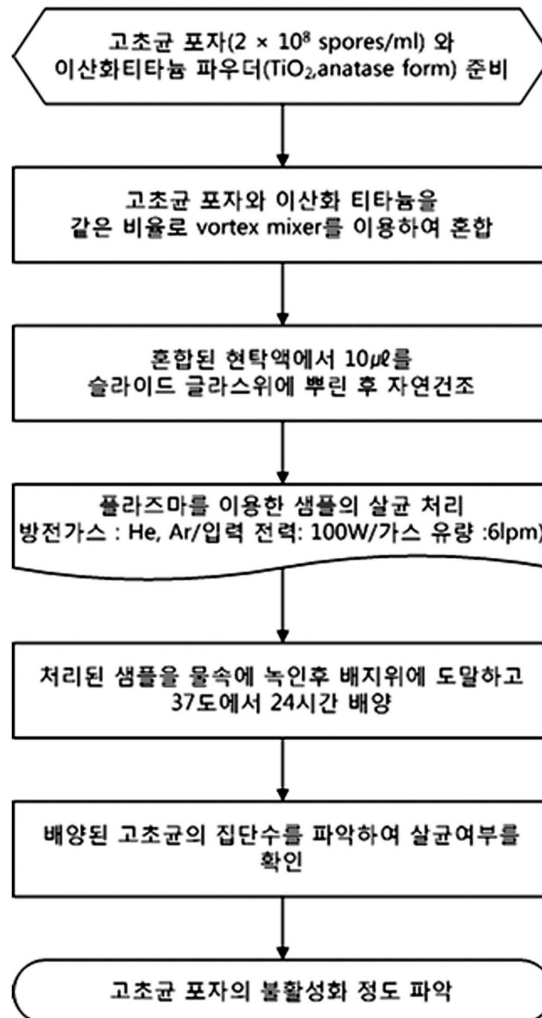 고초균 포자(2 × 10⁸ spores/ml) 와
이산화티타늄 파우더(TiO₂,anatase form) 준비
고초균 포자와 이산화 티타늄을
같은 비율로 vortex mixer를 이용하여 혼합
혼합된 현탁액에서 10㎕를
슬라이드 글라스위에 뿌린 후 자연건조
플라즈마를 이용한 샘플의 살균 처리
방전가스 : He, Ar/입력 전력: 100W/가스 유량 :6lpm)
처리된 샘플을 물속에 녹인후 배지위에 도말하고
37도에서 24시간 배양
배양된 고초균의 집단수를 파악하여 살균여부를
확인
고초균 포자의 불활성화 정도 파악